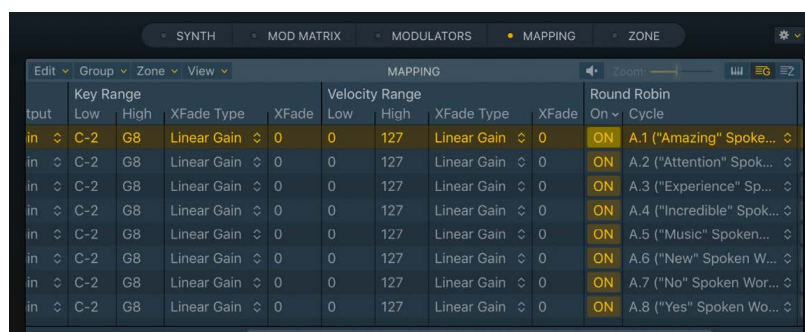 SYNTH MOD MATRIX MODULATORS MAPPING ZONE
Edit Group Zone View MAPPING Zoom: G Z
Key Range Velocity Range Round Robin
tput Low High XFade Type XFade Low High XFade Type XFade On Cycle
in C-2 G8 Linear Gain 0 0 127 Linear Gain 0 ON A.1 ("Amazing" Spoke...
in C-2 G8 Linear Gain 0 0 127 Linear Gain 0 ON A.2 ("Attention" Spok...
in C-2 G8 Linear Gain 0 0 127 Linear Gain 0 ON A.3 ("Experience" Sp...
in C-2 G8 Linear Gain 0 0 127 Linear Gain 0 ON A.4 ("Incredible" Spok...
in C-2 G8 Linear Gain 0 0 127 Linear Gain 0 ON A.5 ("Music" Spoken...
in C-2 G8 Linear Gain 0 0 127 Linear Gain 0 ON A.6 ("New" Spoken W...
in C-2 G8 Linear Gain 0 0 127 Linear Gain 0 ON A.7 ("No" Spoken Wor...
ain C-2 G8 Linear Gain 0 0 127 Linear Gain 0 ON A.8 ("Yes" Spoken Wo...